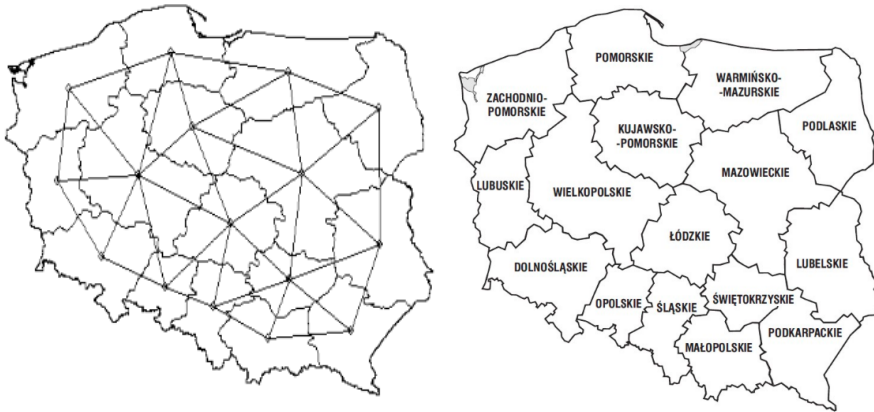 POMORSKIE
WARMIŃSKO-
-MAZURSKIE
ZACHODNIO-
POMORSKIE
KUJAWSKO-
-POMORSKIE
PODLASKIE
MAZOWIECKIE
LUBUSKIE
WIELKOPOLSKIE
ŁÓDZKIE
LUBELSKIE
DOLNOŚLĄSKIE
OPOLSKIE
ŚLĄSKIE
ŚWIĘTOKRZYSKIE
PODKARPACKIE
MAŁOPOLSKIE